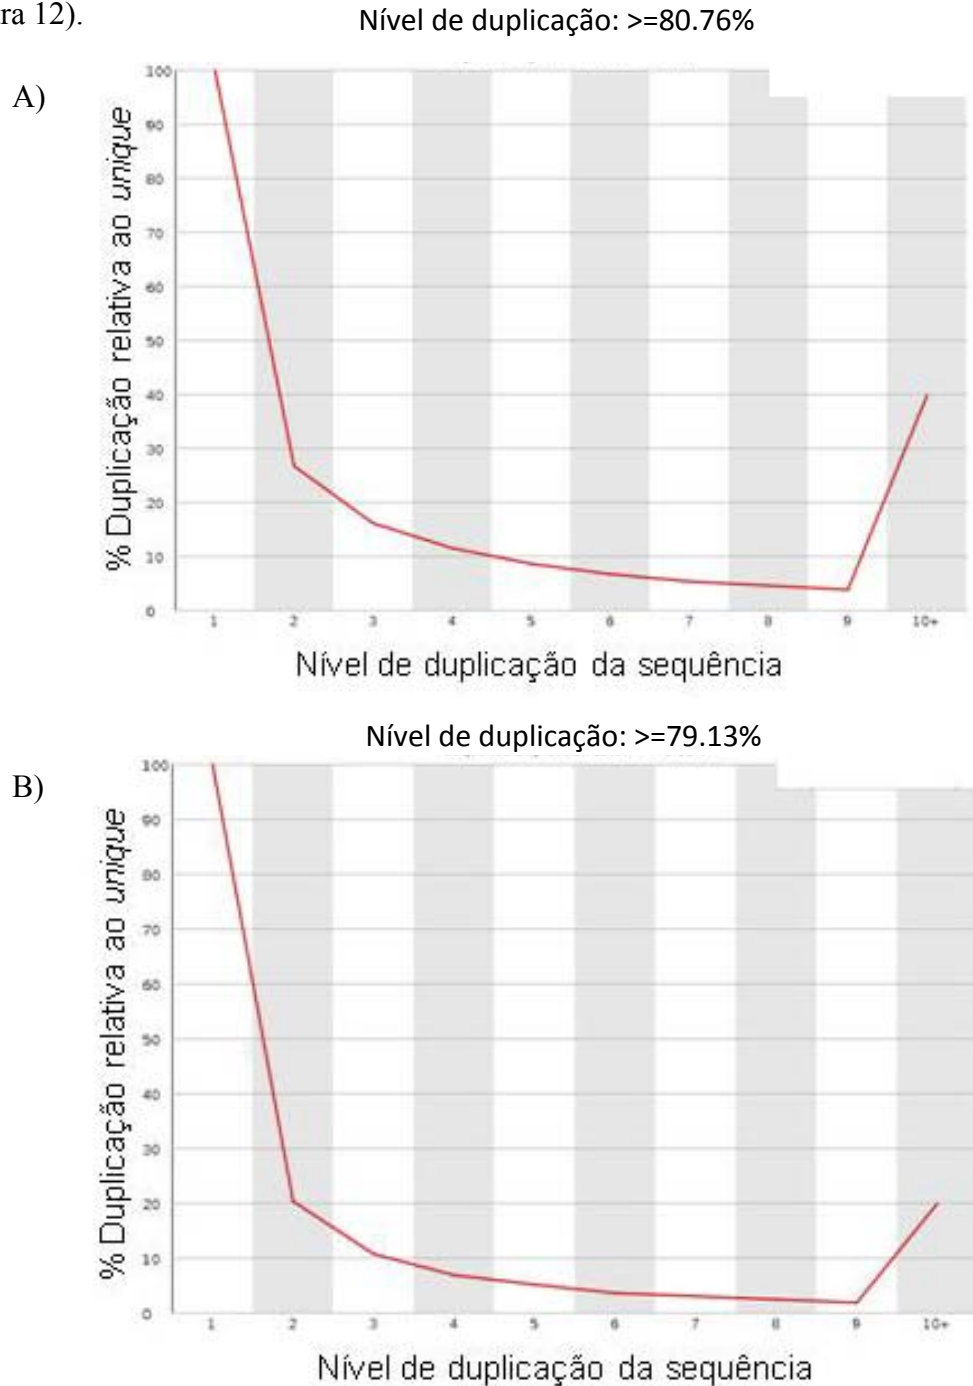 ra 12).
Nível de duplicação: >=80.76%
A)
% Duplicação relativa ao unique
100
90
80
70
60
50
40
30
20
10
0
1 2 3 4 5 6 7 8 9 10+
Nível de duplicação da sequência
Nível de duplicação: >=79.13%
B)
% Duplicação relativa ao unique
100
90
80
70
60
50
40
30
20
10
0
1 2 3 4 5 6 7 8 9 10+
Nível de duplicação da sequência